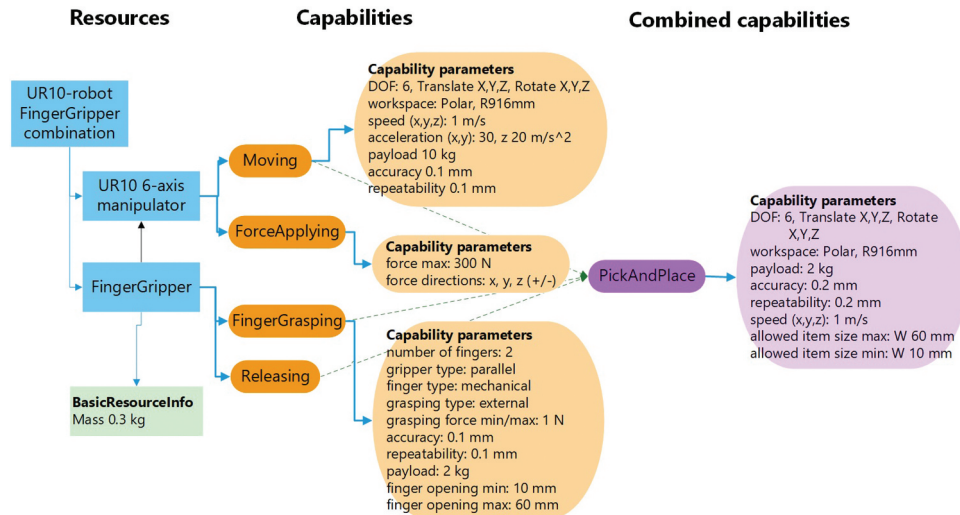 Resources
Capabilities
Combined capabilities
UR10-robot
FingerGripper
combination
UR10 6-axis
manipulator
FingerGripper
BasicResourceInfo
Mass 0.3 kg
Moving
ForceApplying
FingerGrasping
Releasing
Capability parameters
DOF: 6, Translate X,Y,Z, Rotate X,Y,Z
workspace: Polar, R916mm
speed (x,y,z): 1 m/s
acceleration (x,y): 30, z 20 m/s^2
payload 10 kg
accuracy 0.1 mm
repeatability 0.1 mm
Capability parameters
force max: 300 N
force directions: x, y, z (+/-)
Capability parameters
number of fingers: 2
gripper type: parallel
finger type: mechanical
grasping type: external
grasping force min/max: 1 N
accuracy: 0.1 mm
repeatability: 0.1 mm
payload: 2 kg
finger opening min: 10 mm
finger opening max: 60 mm
PickAndPlace
Capability parameters
DOF: 6, Translate X,Y,Z, Rotate
X,Y,Z
workspace: Polar, R916mm
payload: 2 kg
accuracy: 0.2 mm
repeatability: 0.2 mm
speed (x,y,z): 1 m/s
allowed item size max: W 60 mm
allowed item size min: W 10 mm